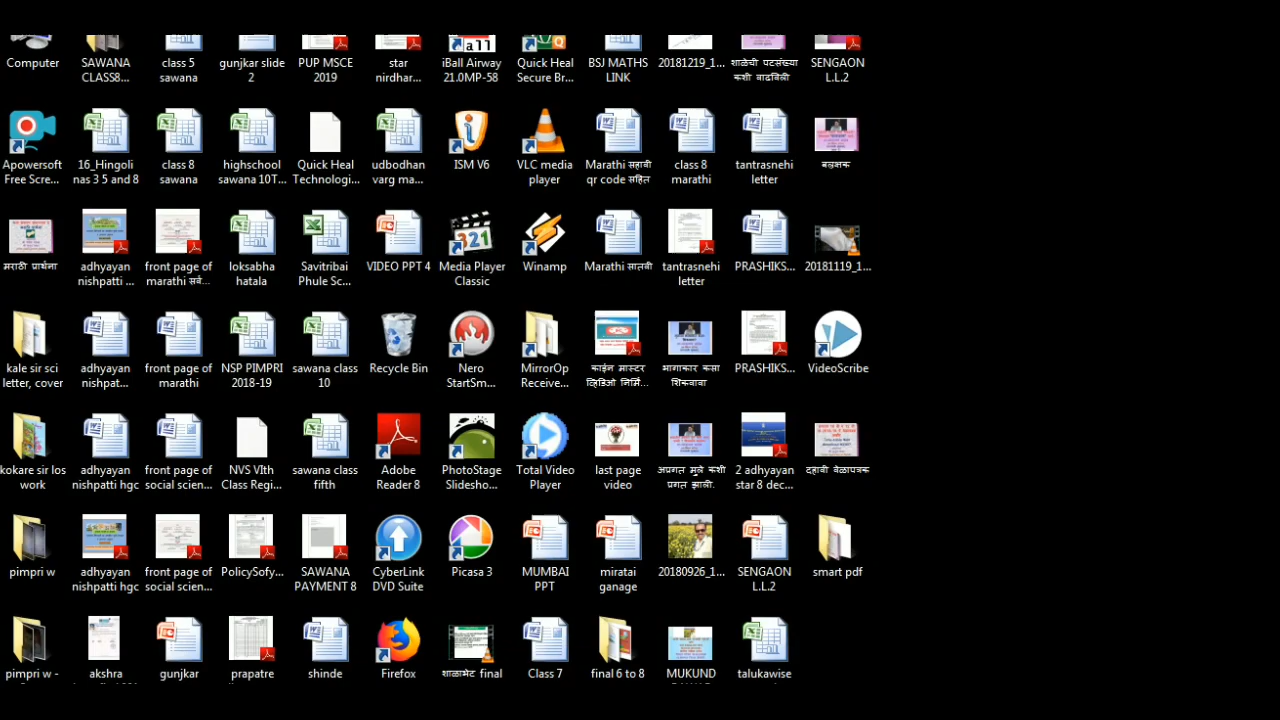 Computer
SAWANA
CLASS8...
class 5
sawana
gunjkar slide
2
PUP MSCE
2019
star
nirdhar...
iBall Airway
21.0MP-58
Quick Heal
Secure Br...
BSJ MATHS
LINK
20181219_1...
शाळेची पटसंख्या
कशी वाढविली
SENGAON
L.L.2
Apowersoft
Free Scre...
16_Hingoli
nas 3 5 and 8
class 8
sawana
highschool
sawana 10T...
Quick Heal
Technologi...
udbodhan
varg ma...
ISM V6
VLC media
player
Marathi सहावी
qr code सहित
class 8
marathi
tantrasnehi
letter
मराठी प्रार्थना
adhyayan
nishpatti ...
front page of
marathi सर्व...
loksabha
hatala
Savitribai
Phule Sc...
VIDEO PPT 4
Media Player
Classic
Winamp
Marathi सातवी
tantrasnehi
letter
PRASHIKS...
20181119_1...
kale sir sci
letter, cover
adhyayan
nishpat...
front page of
marathi
NSP PIMPRI
2018-19
sawana class
10
Recycle Bin
Nero
StartSm...
MirrorOp
Receive...
काईन मास्टर
व्हिडिओ निर्मि...
भागाकार कसा
शिकवावा
PRASHIKS...
VideoScribe
kokare sir los
work
adhyayan
nishpatti hgc
front page of
social scien...
NVS VIth
Class Regi...
sawana class
fifth
Adobe
Reader 8
PhotoStage
Slidesho...
Total Video
Player
last page
video
अप्रगत मुले कशी
प्रगत झाली.
2 adhyayan
star 8 dec...
दहावी वेळापत्रक
pimpri w
adhyayan
nishpatti hgc
front page of
social scien...
PolicySofy...
SAWANA
PAYMENT 8
CyberLink
DVD Suite
Picasa 3
MUMBAI
PPT
miratai
ganage
20180926_1...
SENGAON
L.L.2
smart pdf
pimpri w -
akshra
gunjkar
prapatre
shinde
Firefox
शाळाभेट final
Class 7
final 6 to 8
MUKUND
talukawise